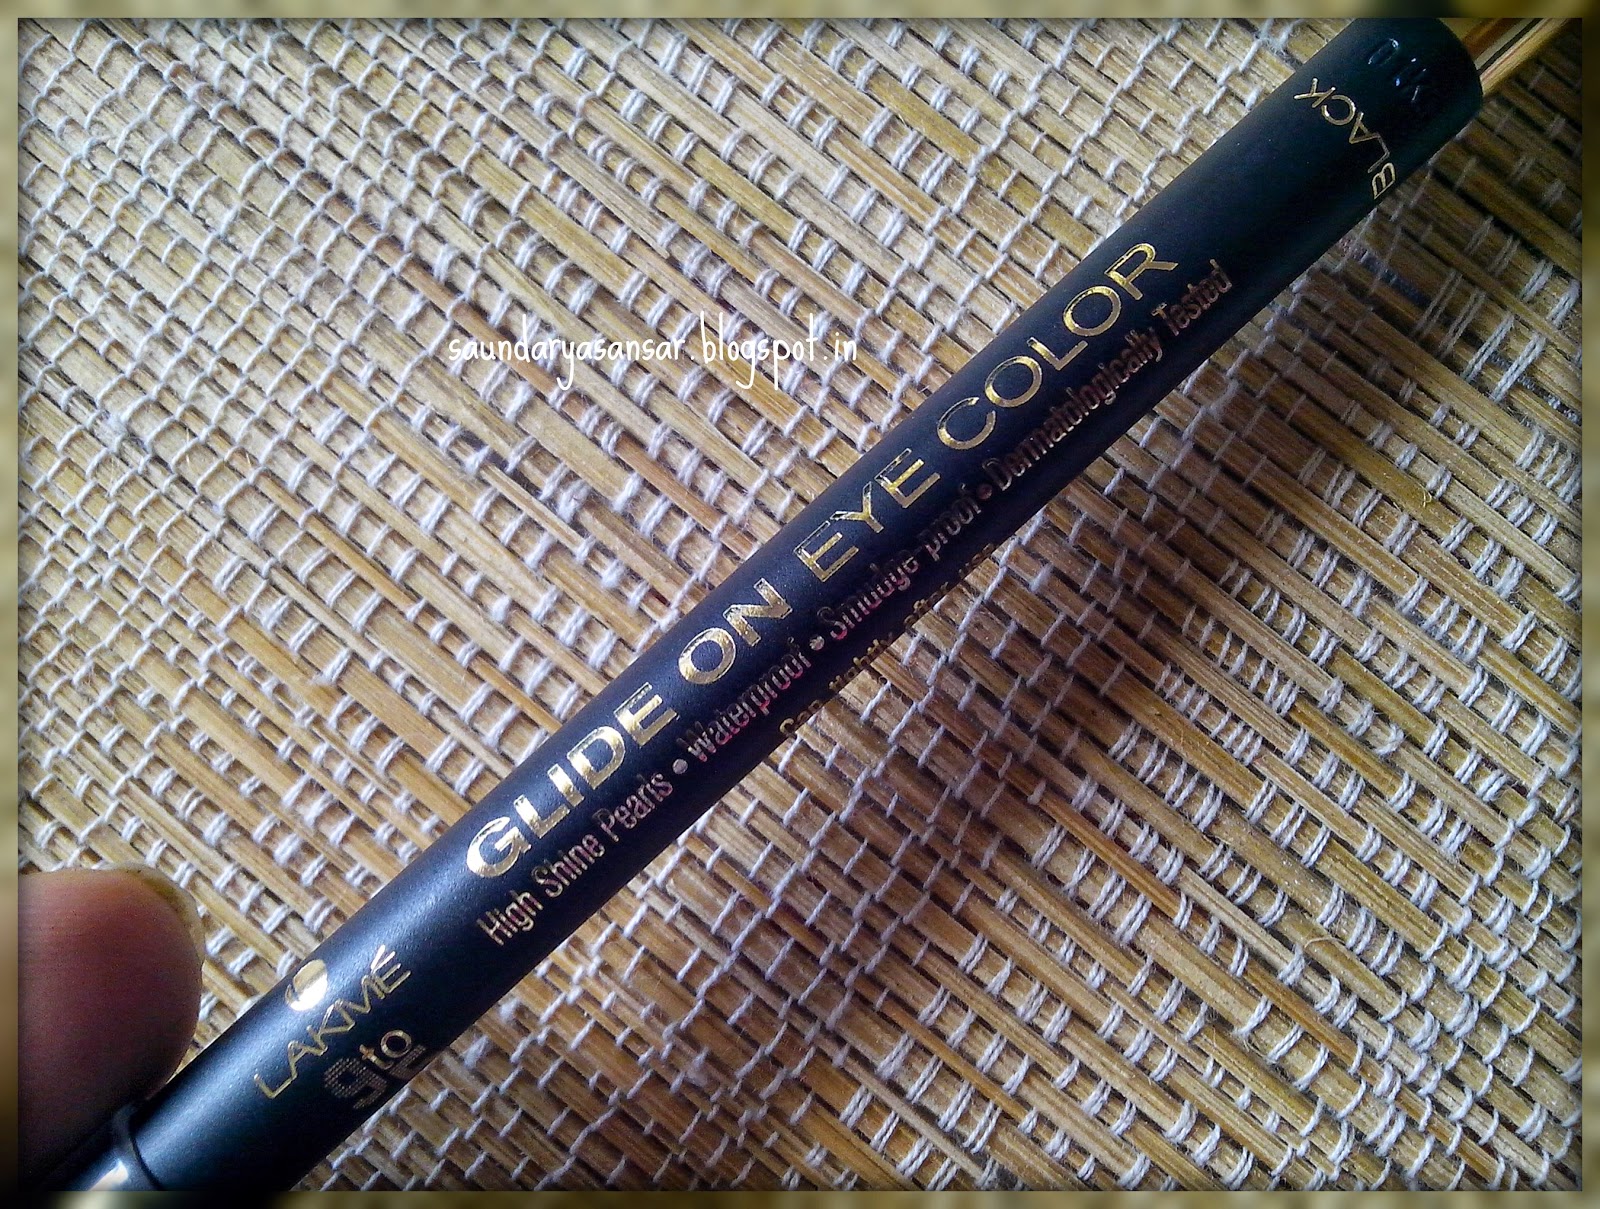 saundaryasansar.blogspot.in
LAKMÉ
9to5
GLIDE ON EYE COLOR
High Shine Pearls • Waterproof • Smudge-proof • Dermatologically Tested
BLACK